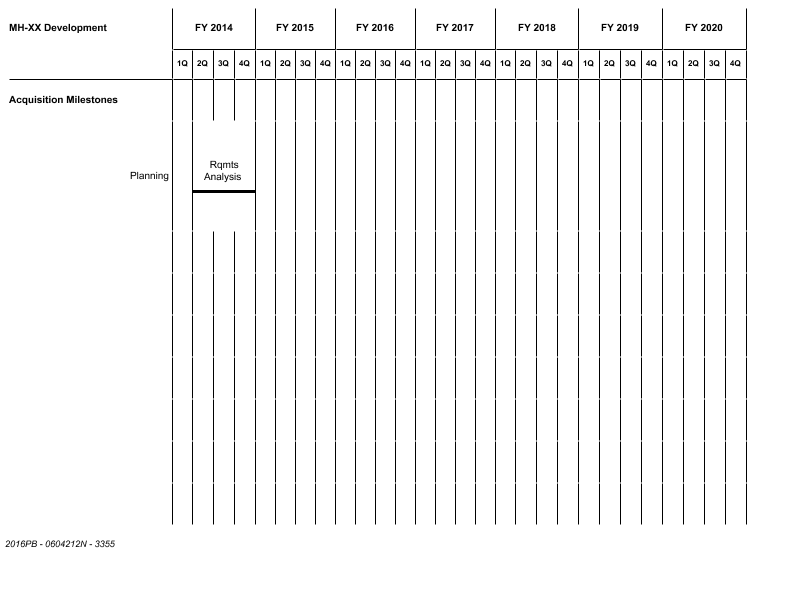 MH-XX Development FY 2014 FY 2015 FY 2016 FY 2017 FY 2018 FY 2019 FY 2020
1Q 2Q 3Q 4Q 1Q 2Q 3Q 4Q 1Q 2Q 3Q 4Q 1Q 2Q 3Q 4Q 1Q 2Q 3Q 4Q 1Q 2Q 3Q 4Q 1Q 2Q 3Q 4Q
Acquisition Milestones
Planning
Rqmts
Analysis
2016PB - 0604212N - 3355